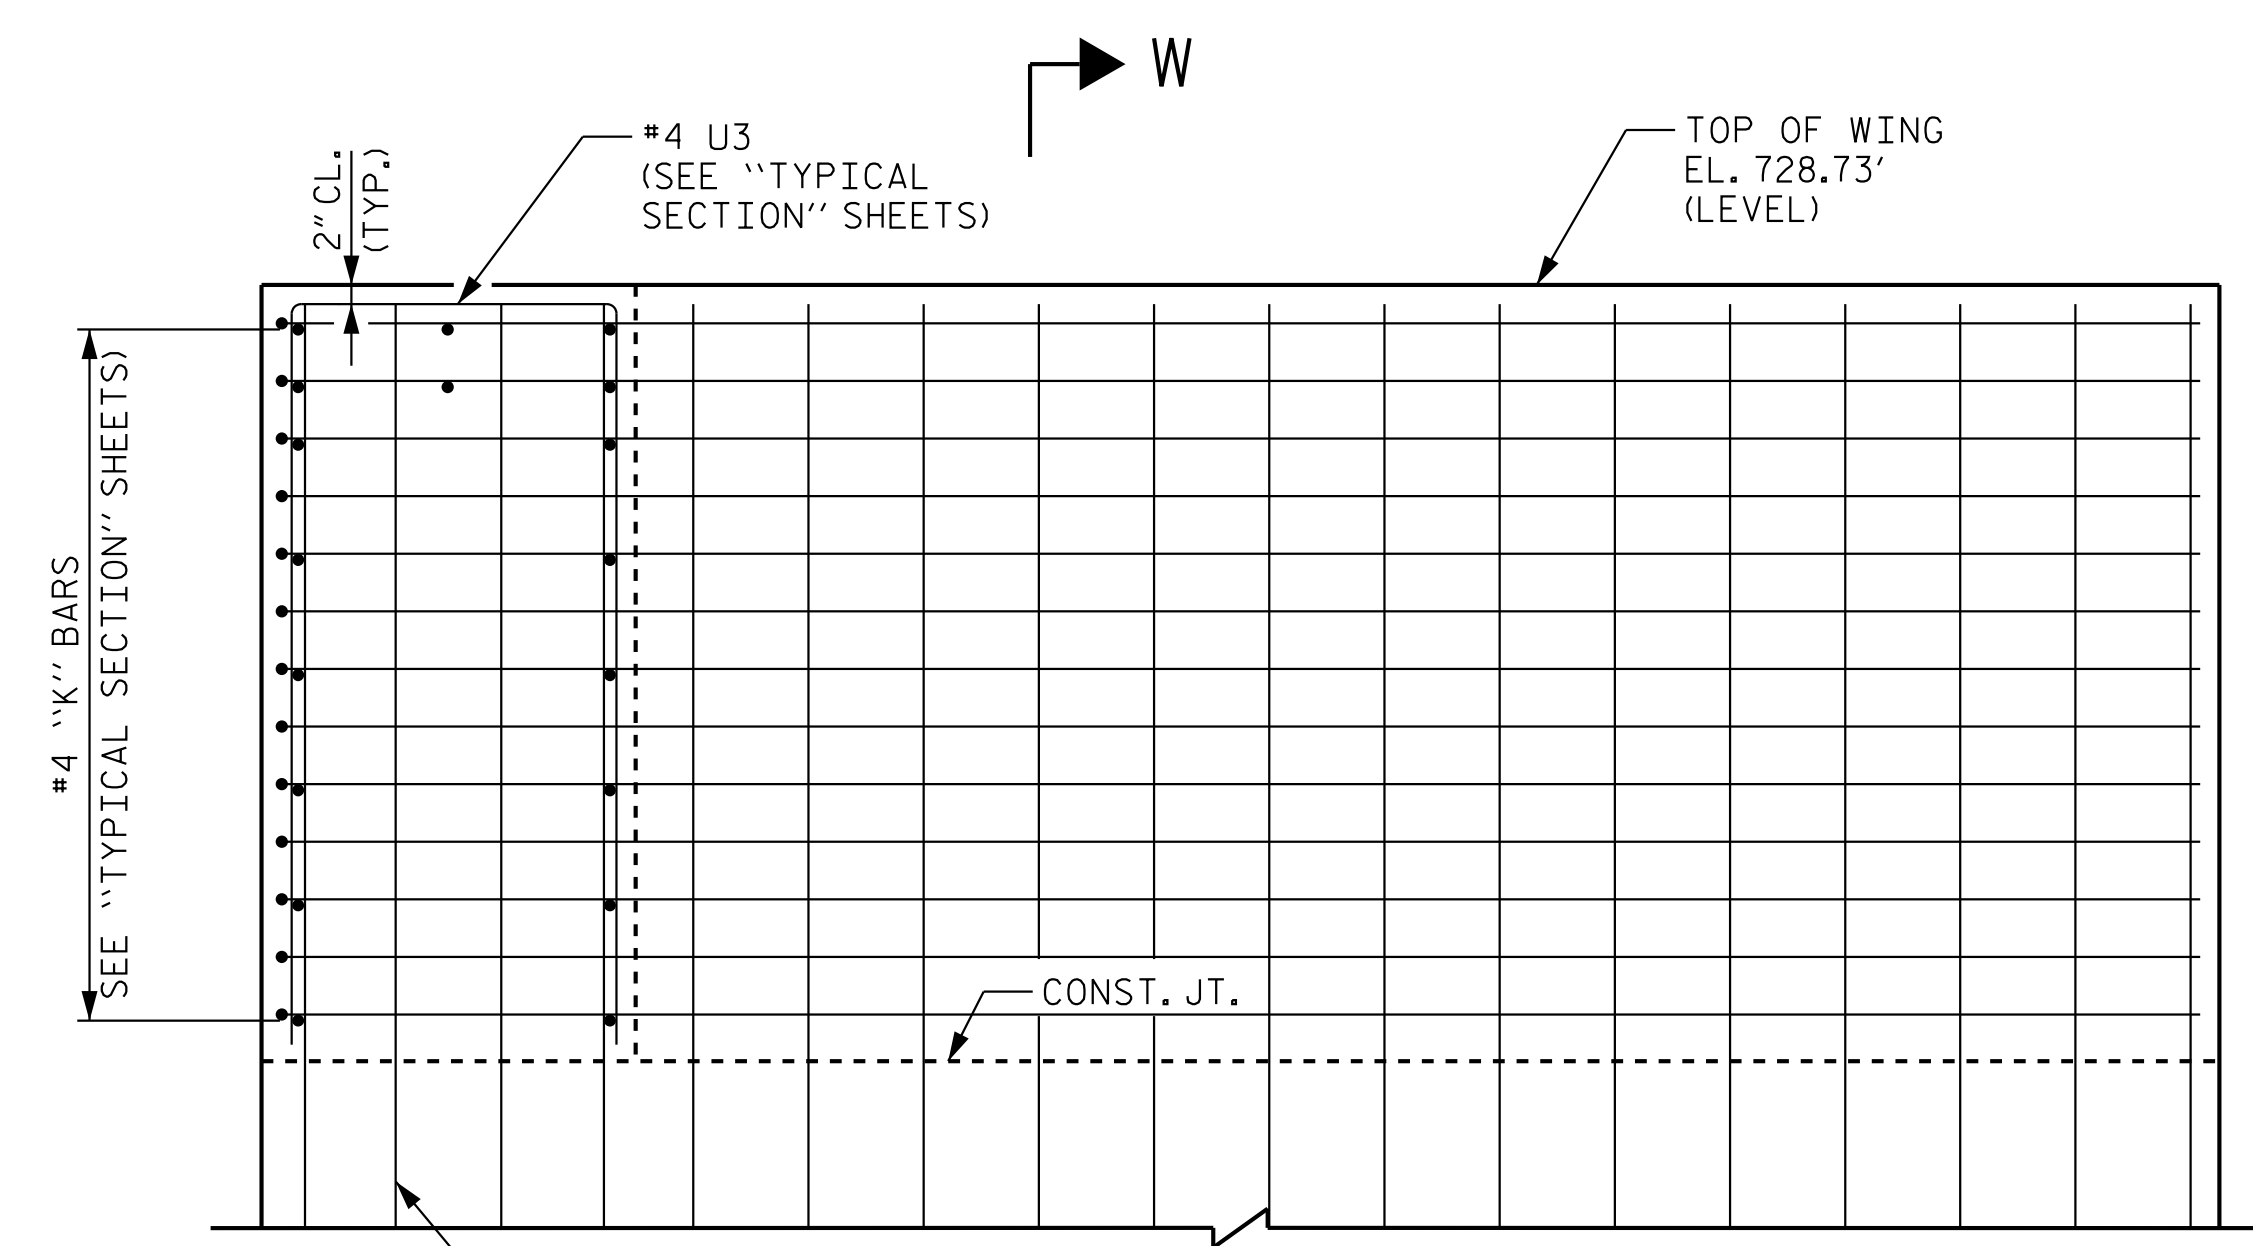 W
#4 U3
(SEE ``TYPICAL
SECTION'' SHEETS)
TOP OF WING
EL. 728.73'
(LEVEL)
2" CL.
(TYP.)
#4 ``K'' BARS
SEE ``TYPICAL SECTION'' SHEETS)
CONST. JT.